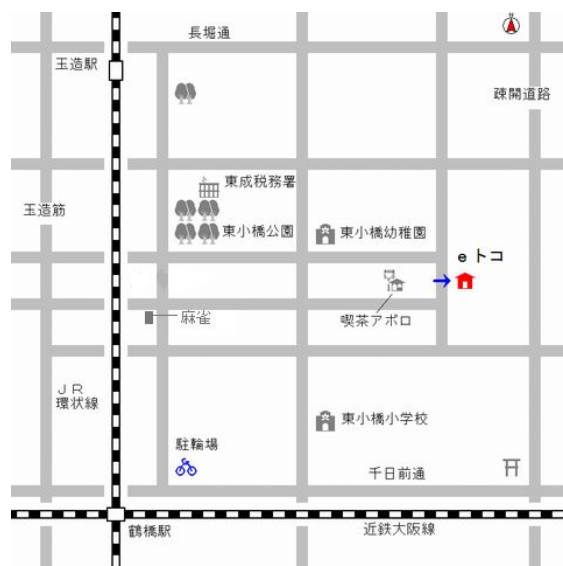 長堀通
玉造駅
疎開道路
東成税務署
玉造筋
東小橋公園
東小橋幼稚園
eトコ
喫茶アポロ
麻雀
JR
環状線
東小橋小学校
駐輪場
千日前通
鶴橋駅
近鉄大阪線